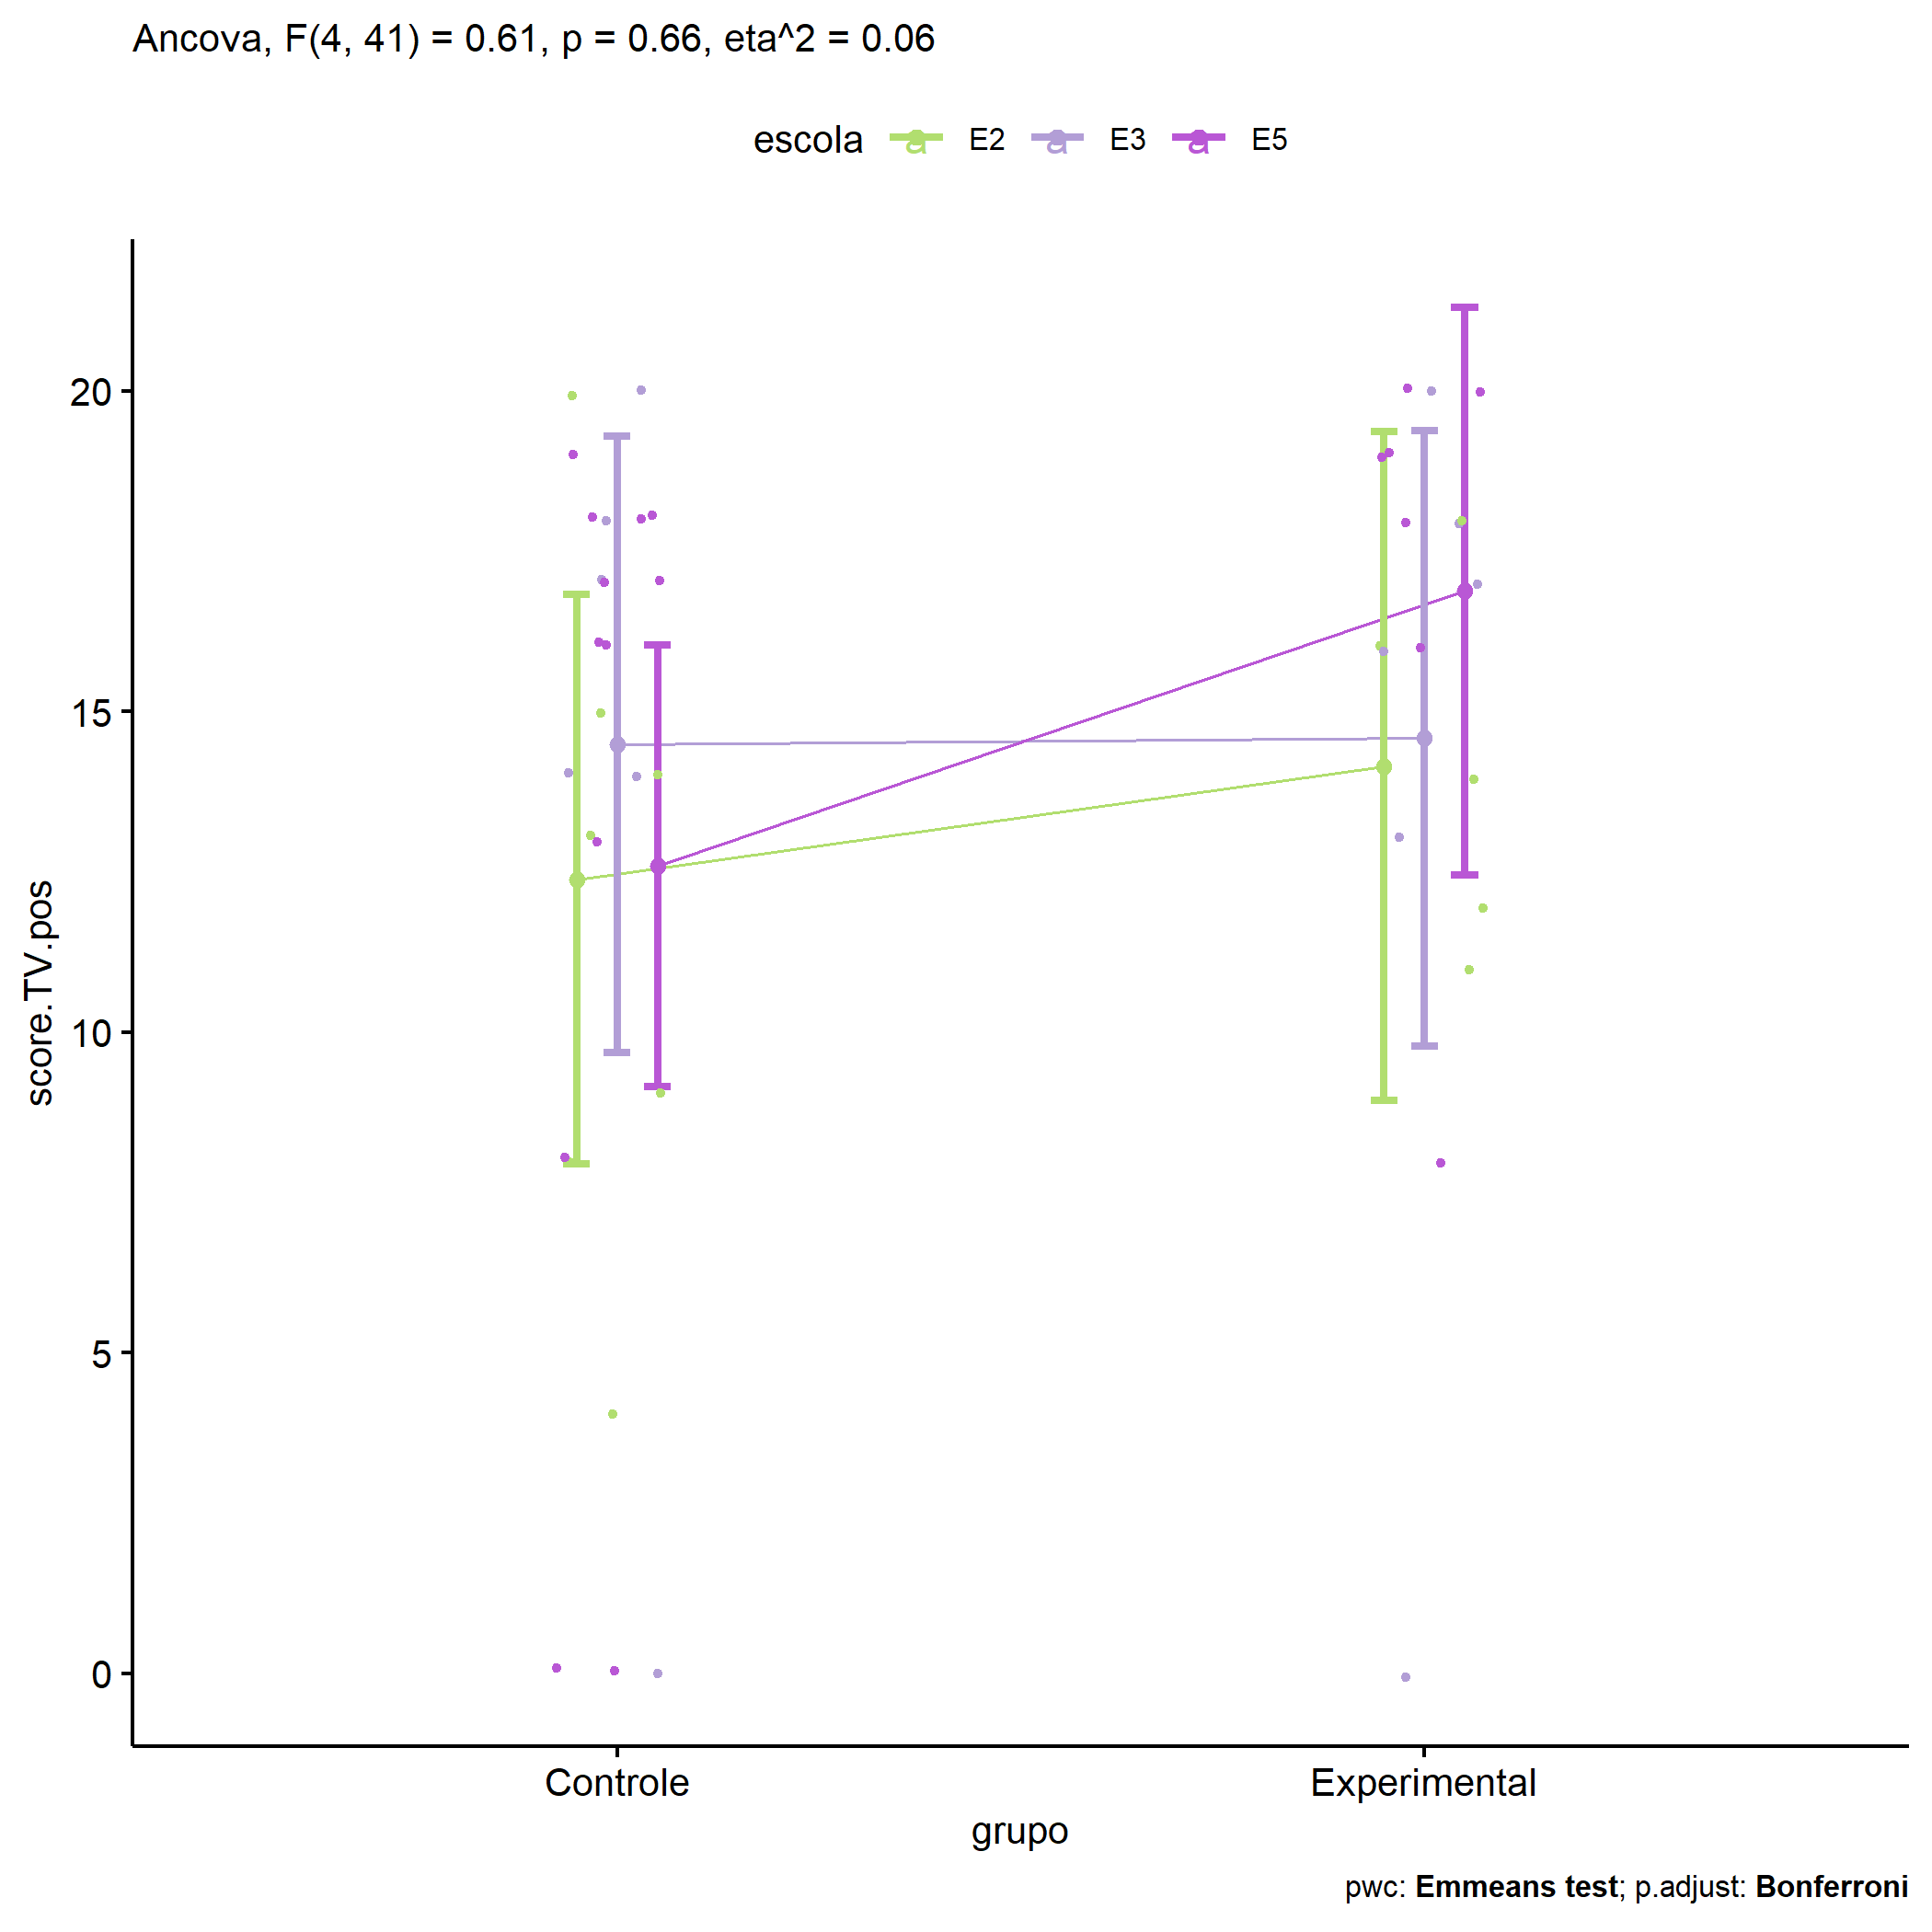 Ancova, F(4, 41) = 0.61, p = 0.66, eta^2 = 0.06
escola a E2 a E3 a E5
20
15
10
5
0
score.TV.pos
Controle Experimental
grupo
pwc: Emmeans test; p.adjust: Bonferroni